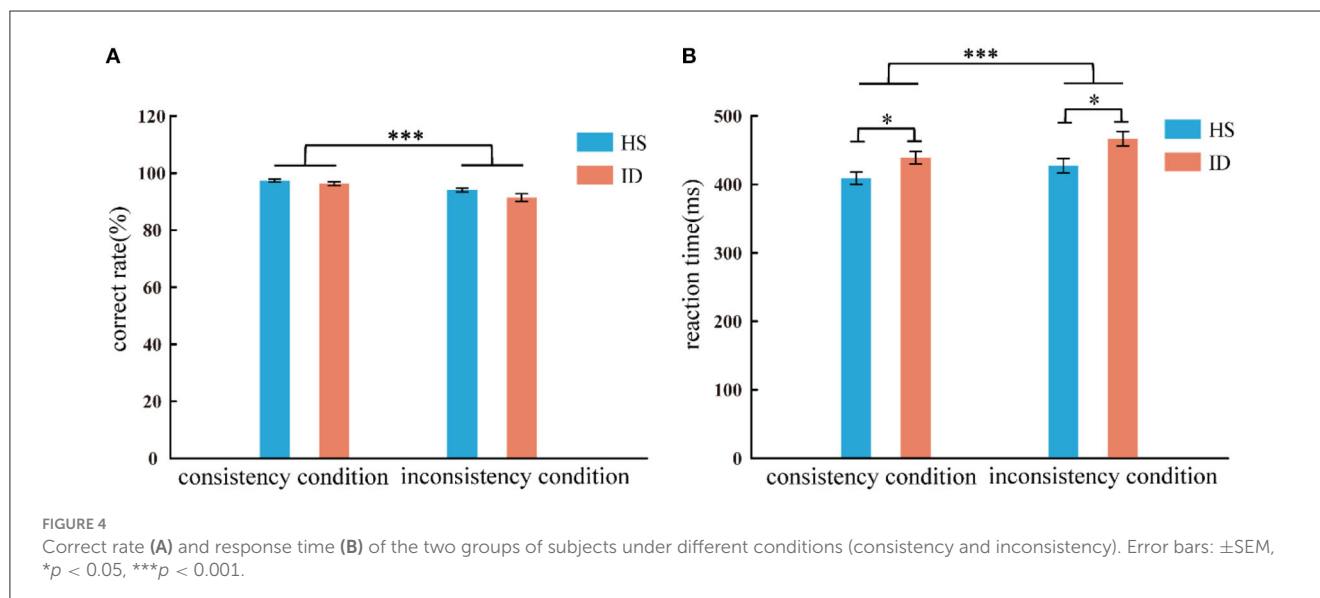 A
***
120
100
80
60
40
20
0
correct rate(%)
HS
ID
consistency condition inconsistency condition
B
***
*
*
500
400
300
200
100
0
reaction time(ms)
HS
ID
consistency condition inconsistency condition
FIGURE 4
Correct rate (A) and response time (B) of the two groups of subjects under different conditions (consistency and inconsistency). Error bars: ±SEM,
*p < 0.05, ***p < 0.001.